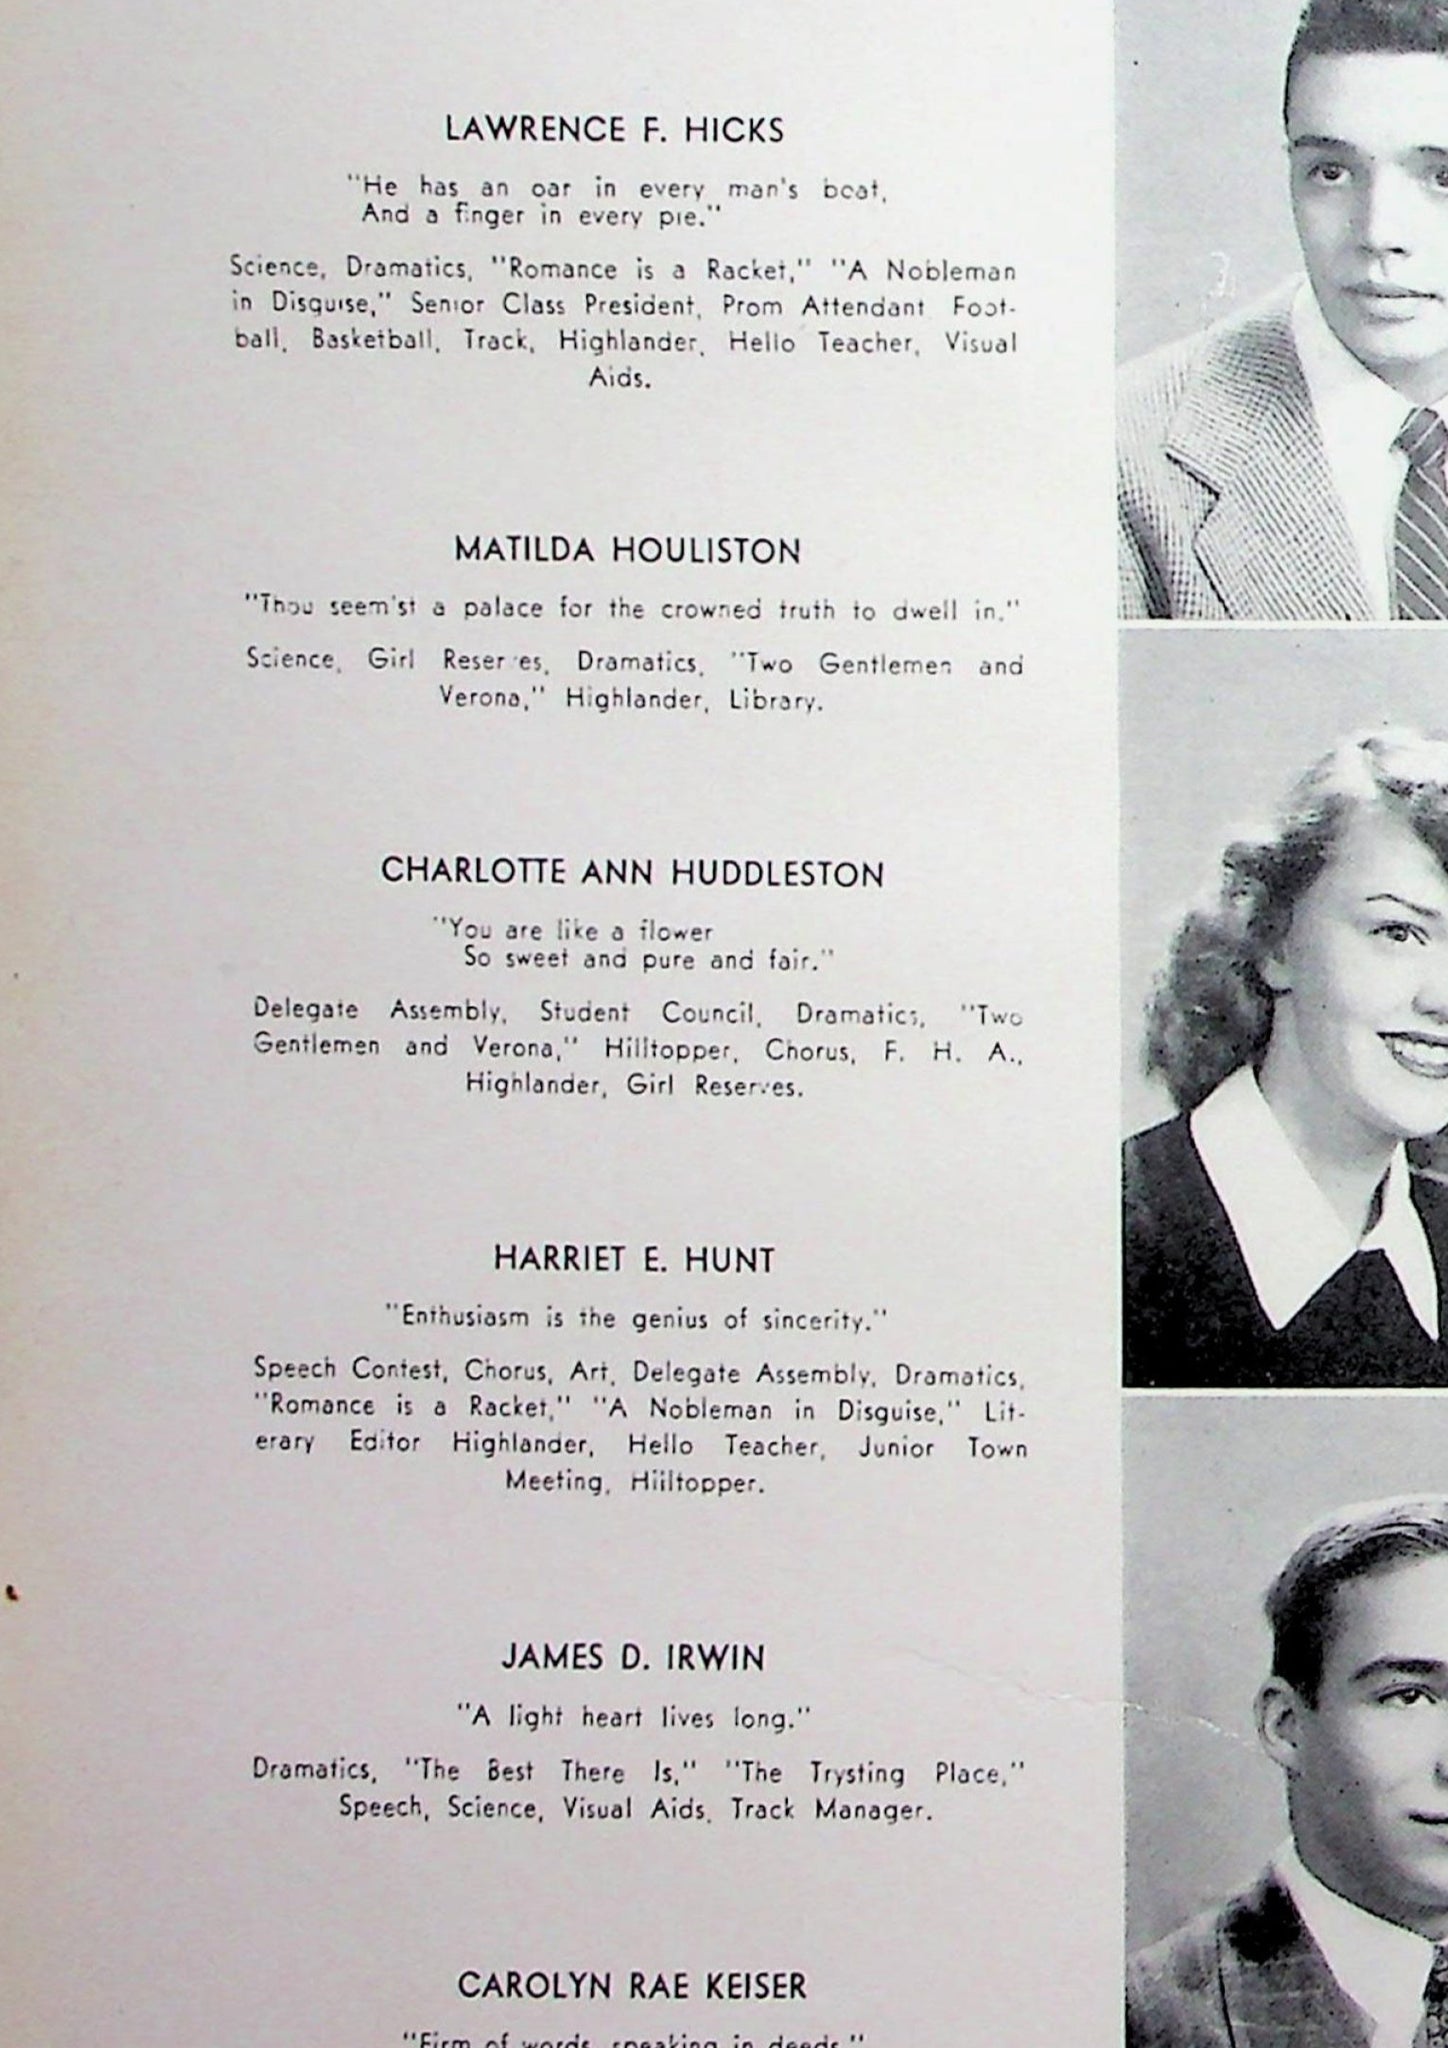 LAWRENCE F. HICKS
"He has an oar in every man's boat,
And a finger in every pie."
Science, Dramatics, "Romance is a Racket," "A Nobleman
in Disguise," Senior Class President, Prom Attendant Foot-
ball, Basketball, Track, Highlander, Hello Teacher, Visual
Aids.
MATILDA HOULISTON
"Thou seem'st a palace for the crowned truth to dwell in."
Science, Girl Reserves, Dramatics, "Two Gentlemen and
Verona," Highlander, Library.
CHARLOTTE ANN HUDDLESTON
"You are like a flower
So sweet and pure and fair."
Delegate Assembly, Student Council, Dramatics, "Two
Gentlemen and Verona," Hilltopper, Chorus, F. H. A.,
Highlander, Girl Reserves.
HARRIET E. HUNT
"Enthusiasm is the genius of sincerity."
Speech Contest, Chorus, Art, Delegate Assembly, Dramatics,
"Romance is a Racket," "A Nobleman in Disguise," Lit-
erary Editor Highlander, Hello Teacher, Junior Town
Meeting, Hilltopper.
JAMES D. IRWIN
"A light heart lives long."
Dramatics, "The Best There Is," "The Trysting Place,"
Speech, Science, Visual Aids, Track Manager.
CAROLYN RAE KEISER
"Firm of words, speaking in deeds."